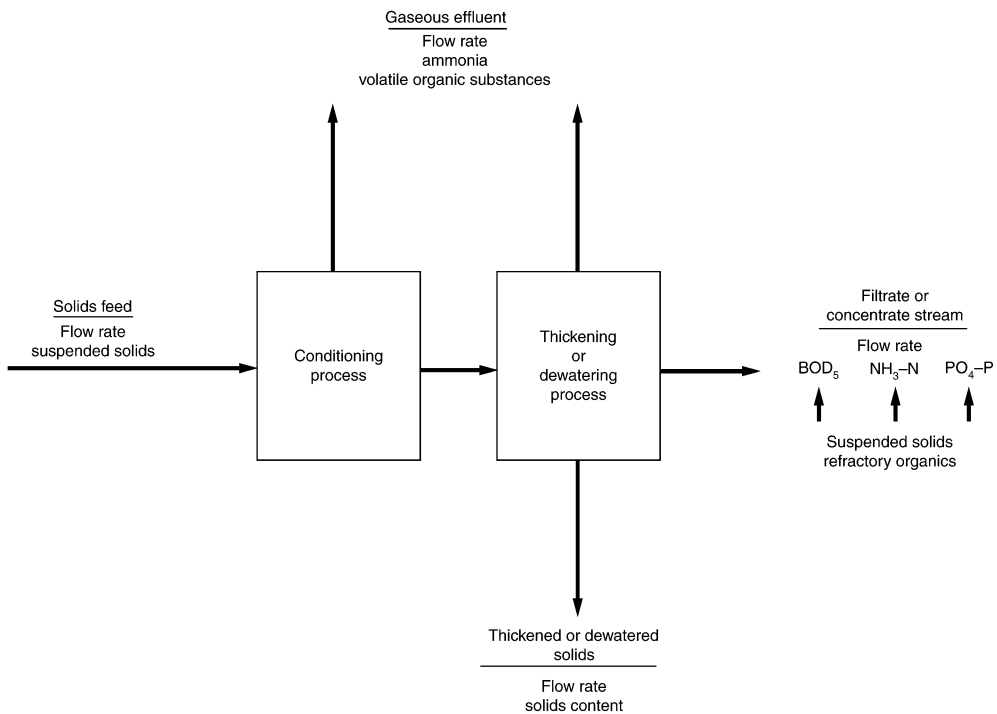 Gaseous effluent
Flow rate
ammonia
volatile organic substances
Solids feed
Flow rate
suspended solids
Conditioning
process
Thickening
or
dewatering
process
Filtrate or
concentrate stream
Flow rate
BOD₅ NH₃–N PO₄–P
Suspended solids
refractory organics
Thickened or dewatered
solids
Flow rate
solids content